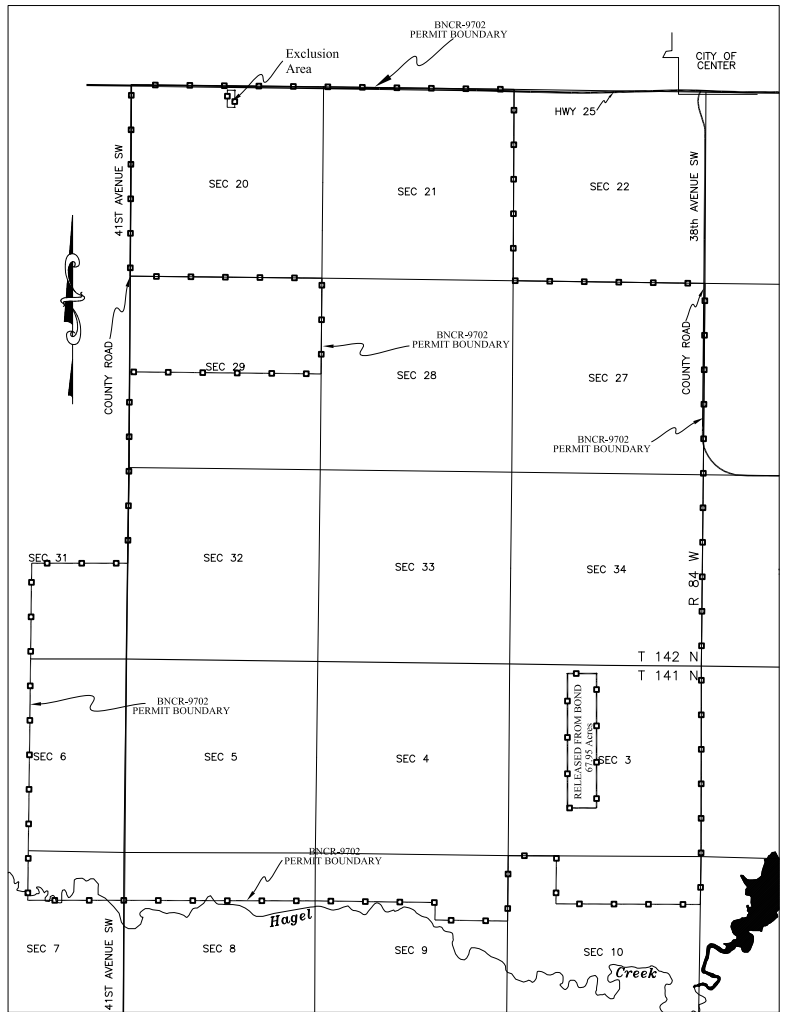 BNCR-9702
PERMIT BOUNDARY
Exclusion
Area
CITY OF
CENTER
HWY 25
41ST AVENUE SW
38th AVENUE SW
SEC 20
SEC 21
SEC 22
COUNTY ROAD
COUNTY ROAD
BNCR-9702
PERMIT BOUNDARY
SEC 29
SEC 28
SEC 27
BNCR-9702
PERMIT BOUNDARY
SEC 31
SEC 32
SEC 33
SEC 34
R 84 W
T 142 N
T 141 N
BNCR-9702
PERMIT BOUNDARY
RELEASED FROM BOND
67.95 Acres
SEC 6
SEC 5
SEC 4
SEC 3
BNCR-9702
PERMIT BOUNDARY
Hagel
Creek
SEC 7
41ST AVENUE SW
SEC 8
SEC 9
SEC 10